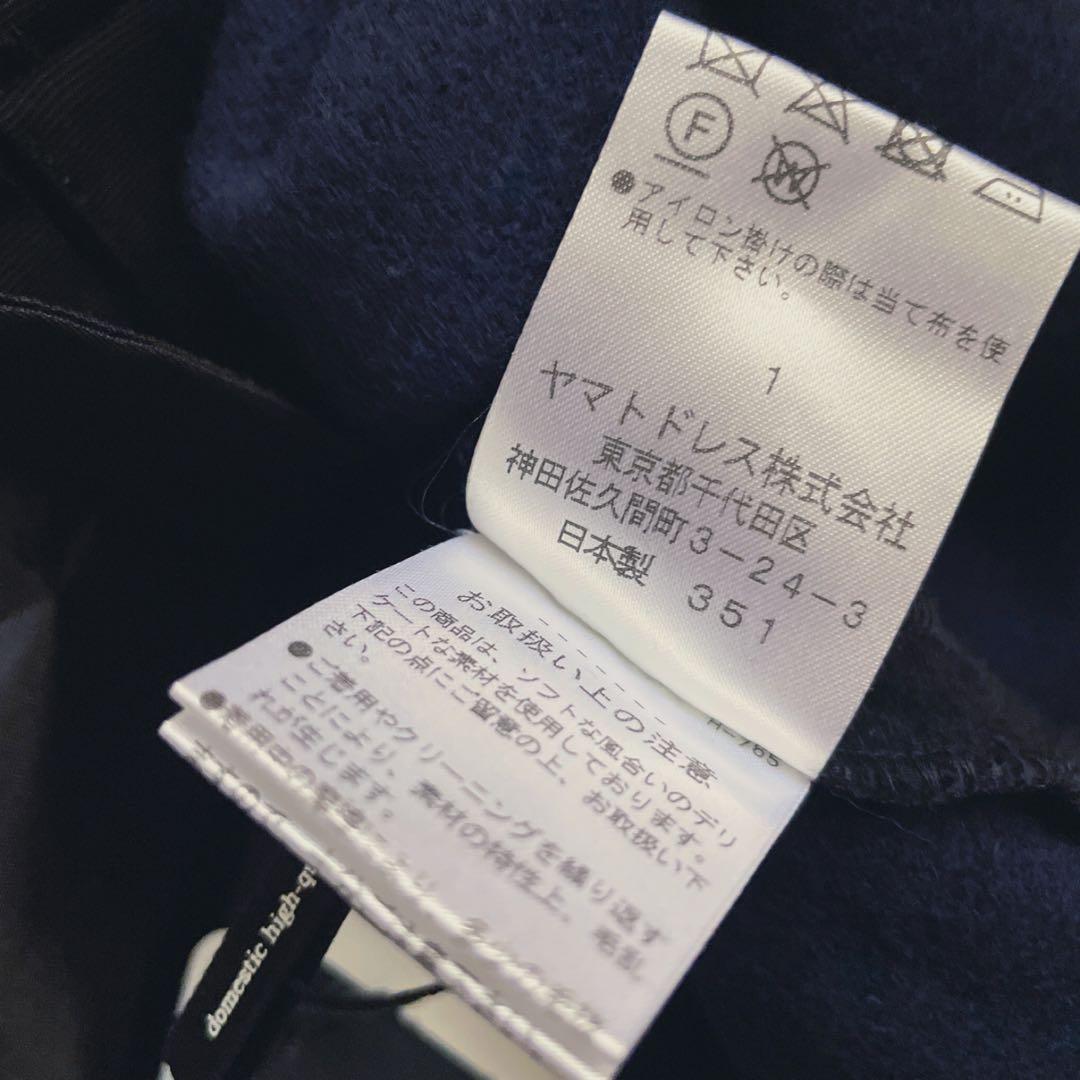 F
W
●アイロン掛けの際は当て布を使
用して下さい。
1
ヤマトドレス株式会社
東京都千代田区
神田佐久間町3-24-3
日本製 351
H-765
お取扱い上の注意
この商品は、ソフトな風合いのデリ
ケートな素材を使用しております。
下記の点にご留意の上、お取扱い下
さい。
●ご着用やクリーニングを繰り返す
ことにより、素材の特性上、毛乱
れが生じます。
domestic high-q